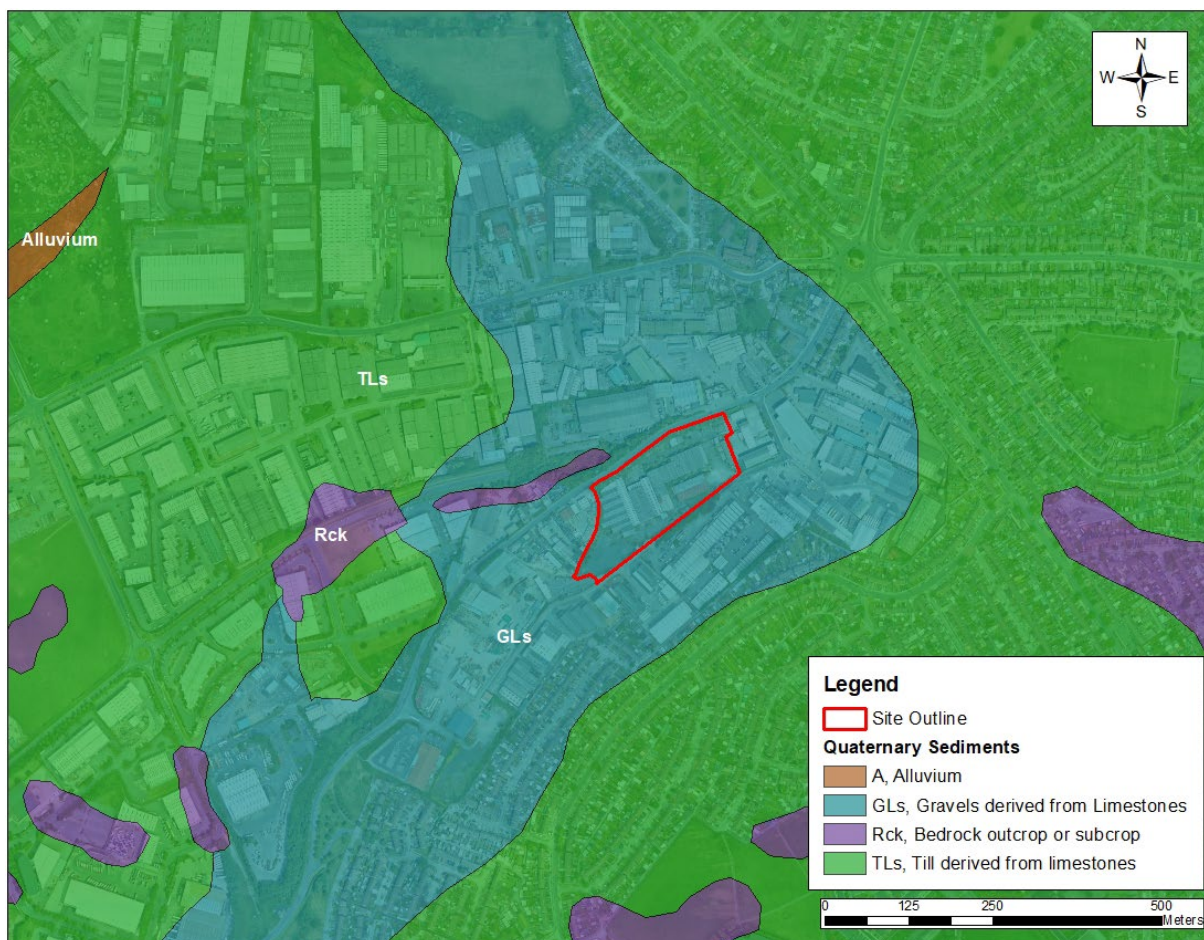 N
W E
S
Alluvium
TLs
Rck
GLs
Legend
Site Outline
Quaternary Sediments
A, Alluvium
GLs, Gravels derived from Limestones
Rck, Bedrock outcrop or subcrop
TLs, Till derived from limestones
0 125 250 500
Meters